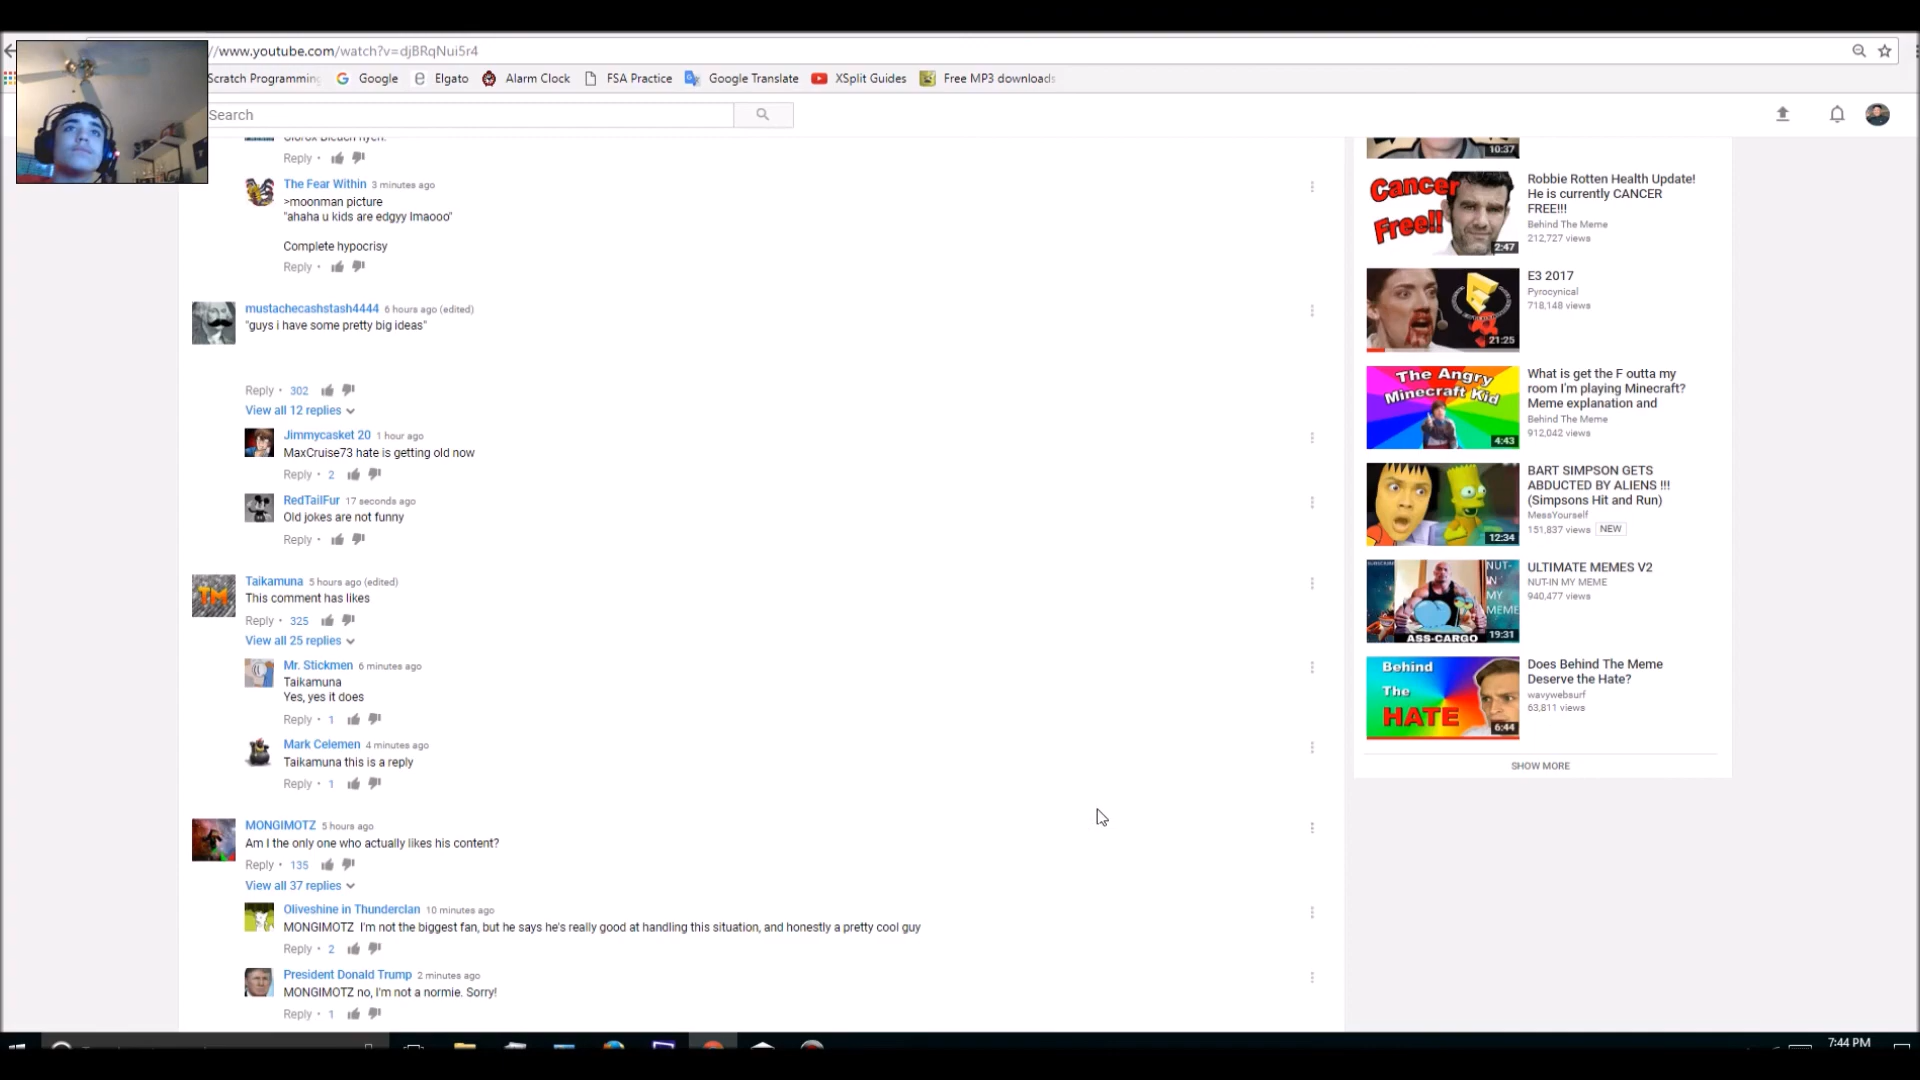 //www.youtube.com/watch?v=djBRqNui5r4
Scratch Programming
Google
Elgato
Alarm Clock
FSA Practice
Google Translate
XSplit Guides
Free MP3 downloads
Search
Reply •
The Fear Within 3 minutes ago
>moonman picture
"ahaha u kids are edgyy lmaooo"
Complete hypocrisy
Reply •
mustachecashstash4444 6 hours ago (edited)
"guys i have some pretty big ideas"
Reply • 302
View all 12 replies
Jimmycasket 20 1 hour ago
MaxCruise73 hate is getting old now
Reply • 2
RedTailFur 17 seconds ago
Old jokes are not funny
Reply •
TM
Taikamuna 5 hours ago (edited)
This comment has likes
Reply • 325
View all 25 replies
Mr. Stickmen 6 minutes ago
Taikamuna
Yes, yes it does
Reply • 1
Mark Celemen 4 minutes ago
Taikamuna this is a reply
Reply • 1
MONGIMOTZ 5 hours ago
Am I the only one who actually likes his content?
Reply • 135
View all 37 replies
Oliveshine in Thunderclan 10 minutes ago
MONGIMOTZ I'm not the biggest fan, but he says he's really good at handling this situation, and honestly a pretty cool guy
Reply • 2
President Donald Trump 2 minutes ago
MONGIMOTZ no, I'm not a normie. Sorry!
Reply • 1
10:37
Cancer
Free!!
2:47
Robbie Rotten Health Update!
He is currently CANCER
FREE!!!
Behind The Meme
212,727 views
21:25
E3 2017
Pyrocynical
718,148 views
The Angry
Minecraft Kid
4:43
What is get the F outta my
room I'm playing Minecraft?
Meme explanation and
Behind The Meme
912,042 views
12:34
BART SIMPSON GETS
ABDUCTED BY ALIENS !!!
(Simpsons Hit and Run)
MessYourself
151,837 views NEW
NUT-
IN
MY
MEME
ASS-CARGO
19:31
ULTIMATE MEMES V2
NUT-IN MY MEME
940,477 views
Behind
The
HATE
6:44
Does Behind The Meme
Deserve the Hate?
wavywebsurf
63,811 views
SHOW MORE
7:44 PM